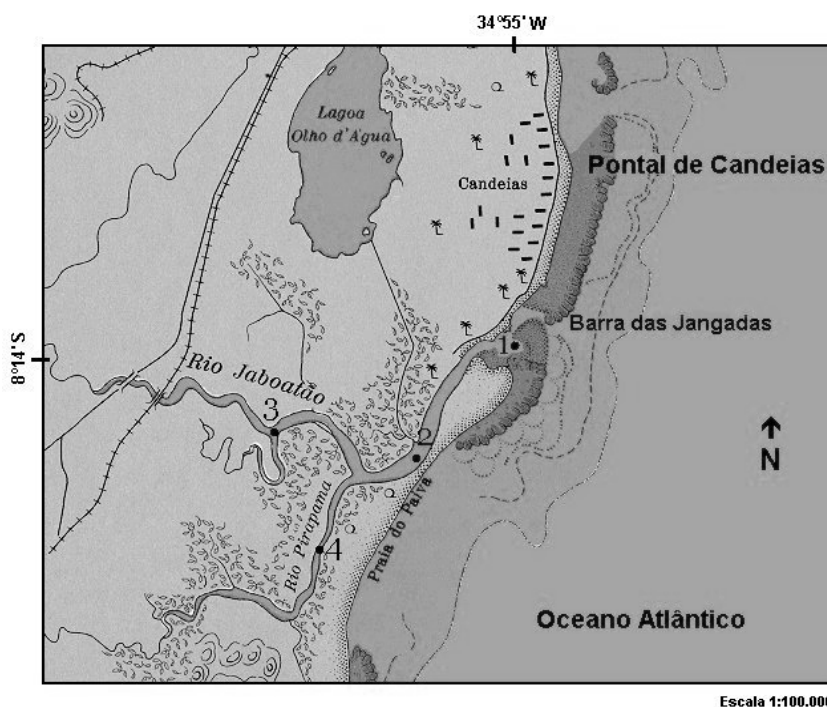 34°55' W
Lagoa
Olho d'Água
Pontal de Candeias
Candeias
Barra das Jangadas
1
8°14'S
Rio Jaboatão
3
2
N
Rio Pirapama
Praia do Paiva
4
Oceano Atlântico
Escala 1:100.000